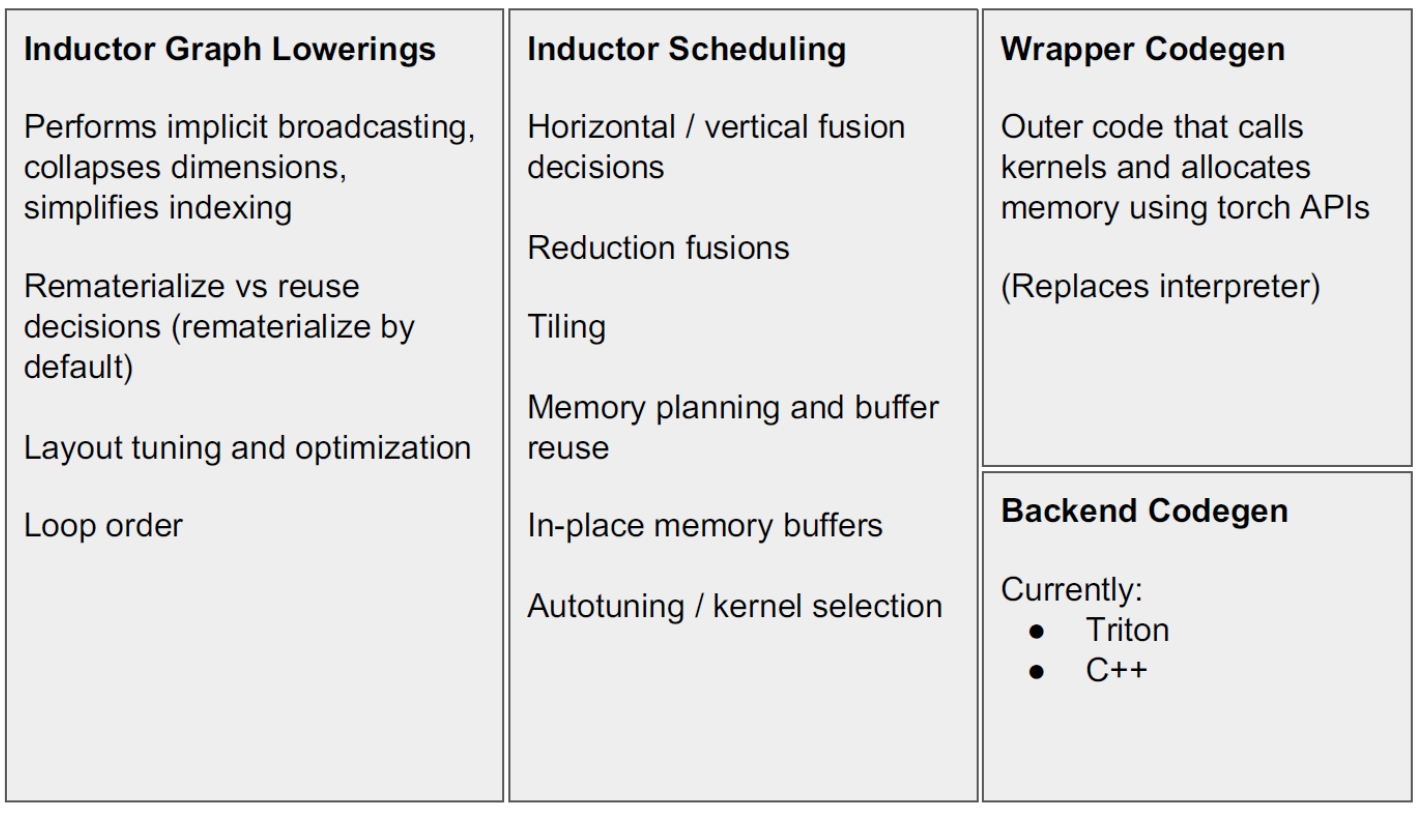 Inductor Graph Lowerings
Performs implicit broadcasting,
collapses dimensions,
simplifies indexing
Rematerialize vs reuse
decisions (rematerialize by
default)
Layout tuning and optimization
Loop order
Inductor Scheduling
Horizontal / vertical fusion
decisions
Reduction fusions
Tiling
Memory planning and buffer
reuse
In-place memory buffers
Autotuning / kernel selection
Wrapper Codegen
Outer code that calls
kernels and allocates
memory using torch APIs
(Replaces interpreter)
Backend Codegen
Currently:
● Triton
● C++